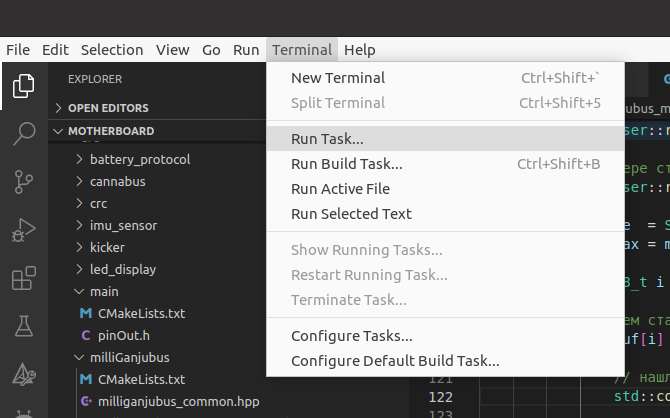 File Edit Selection View Go Run Terminal Help
EXPLORER
OPEN EDITORS
MOTHERBOARD
battery_protocol
cannabus
crc
imu_sensor
kicker
led_display
main
CMakeLists.txt
pinOut.h
milliGanjubus
CMakeLists.txt
milliganjubus_common.hpp
New Terminal Ctrl+Shift+`
Split Terminal Ctrl+Shift+5
Run Task...
Run Build Task... Ctrl+Shift+B
Run Active File
Run Selected Text
Show Running Tasks...
Restart Running Task...
Terminate Task...
Configure Tasks...
Configure Default Build Task...
jubus_m
ser::r
ере ст
ser::r
e = S
ax = m
3_t i
ем ста
uf[i]
121 // нашл
122 std::co
123